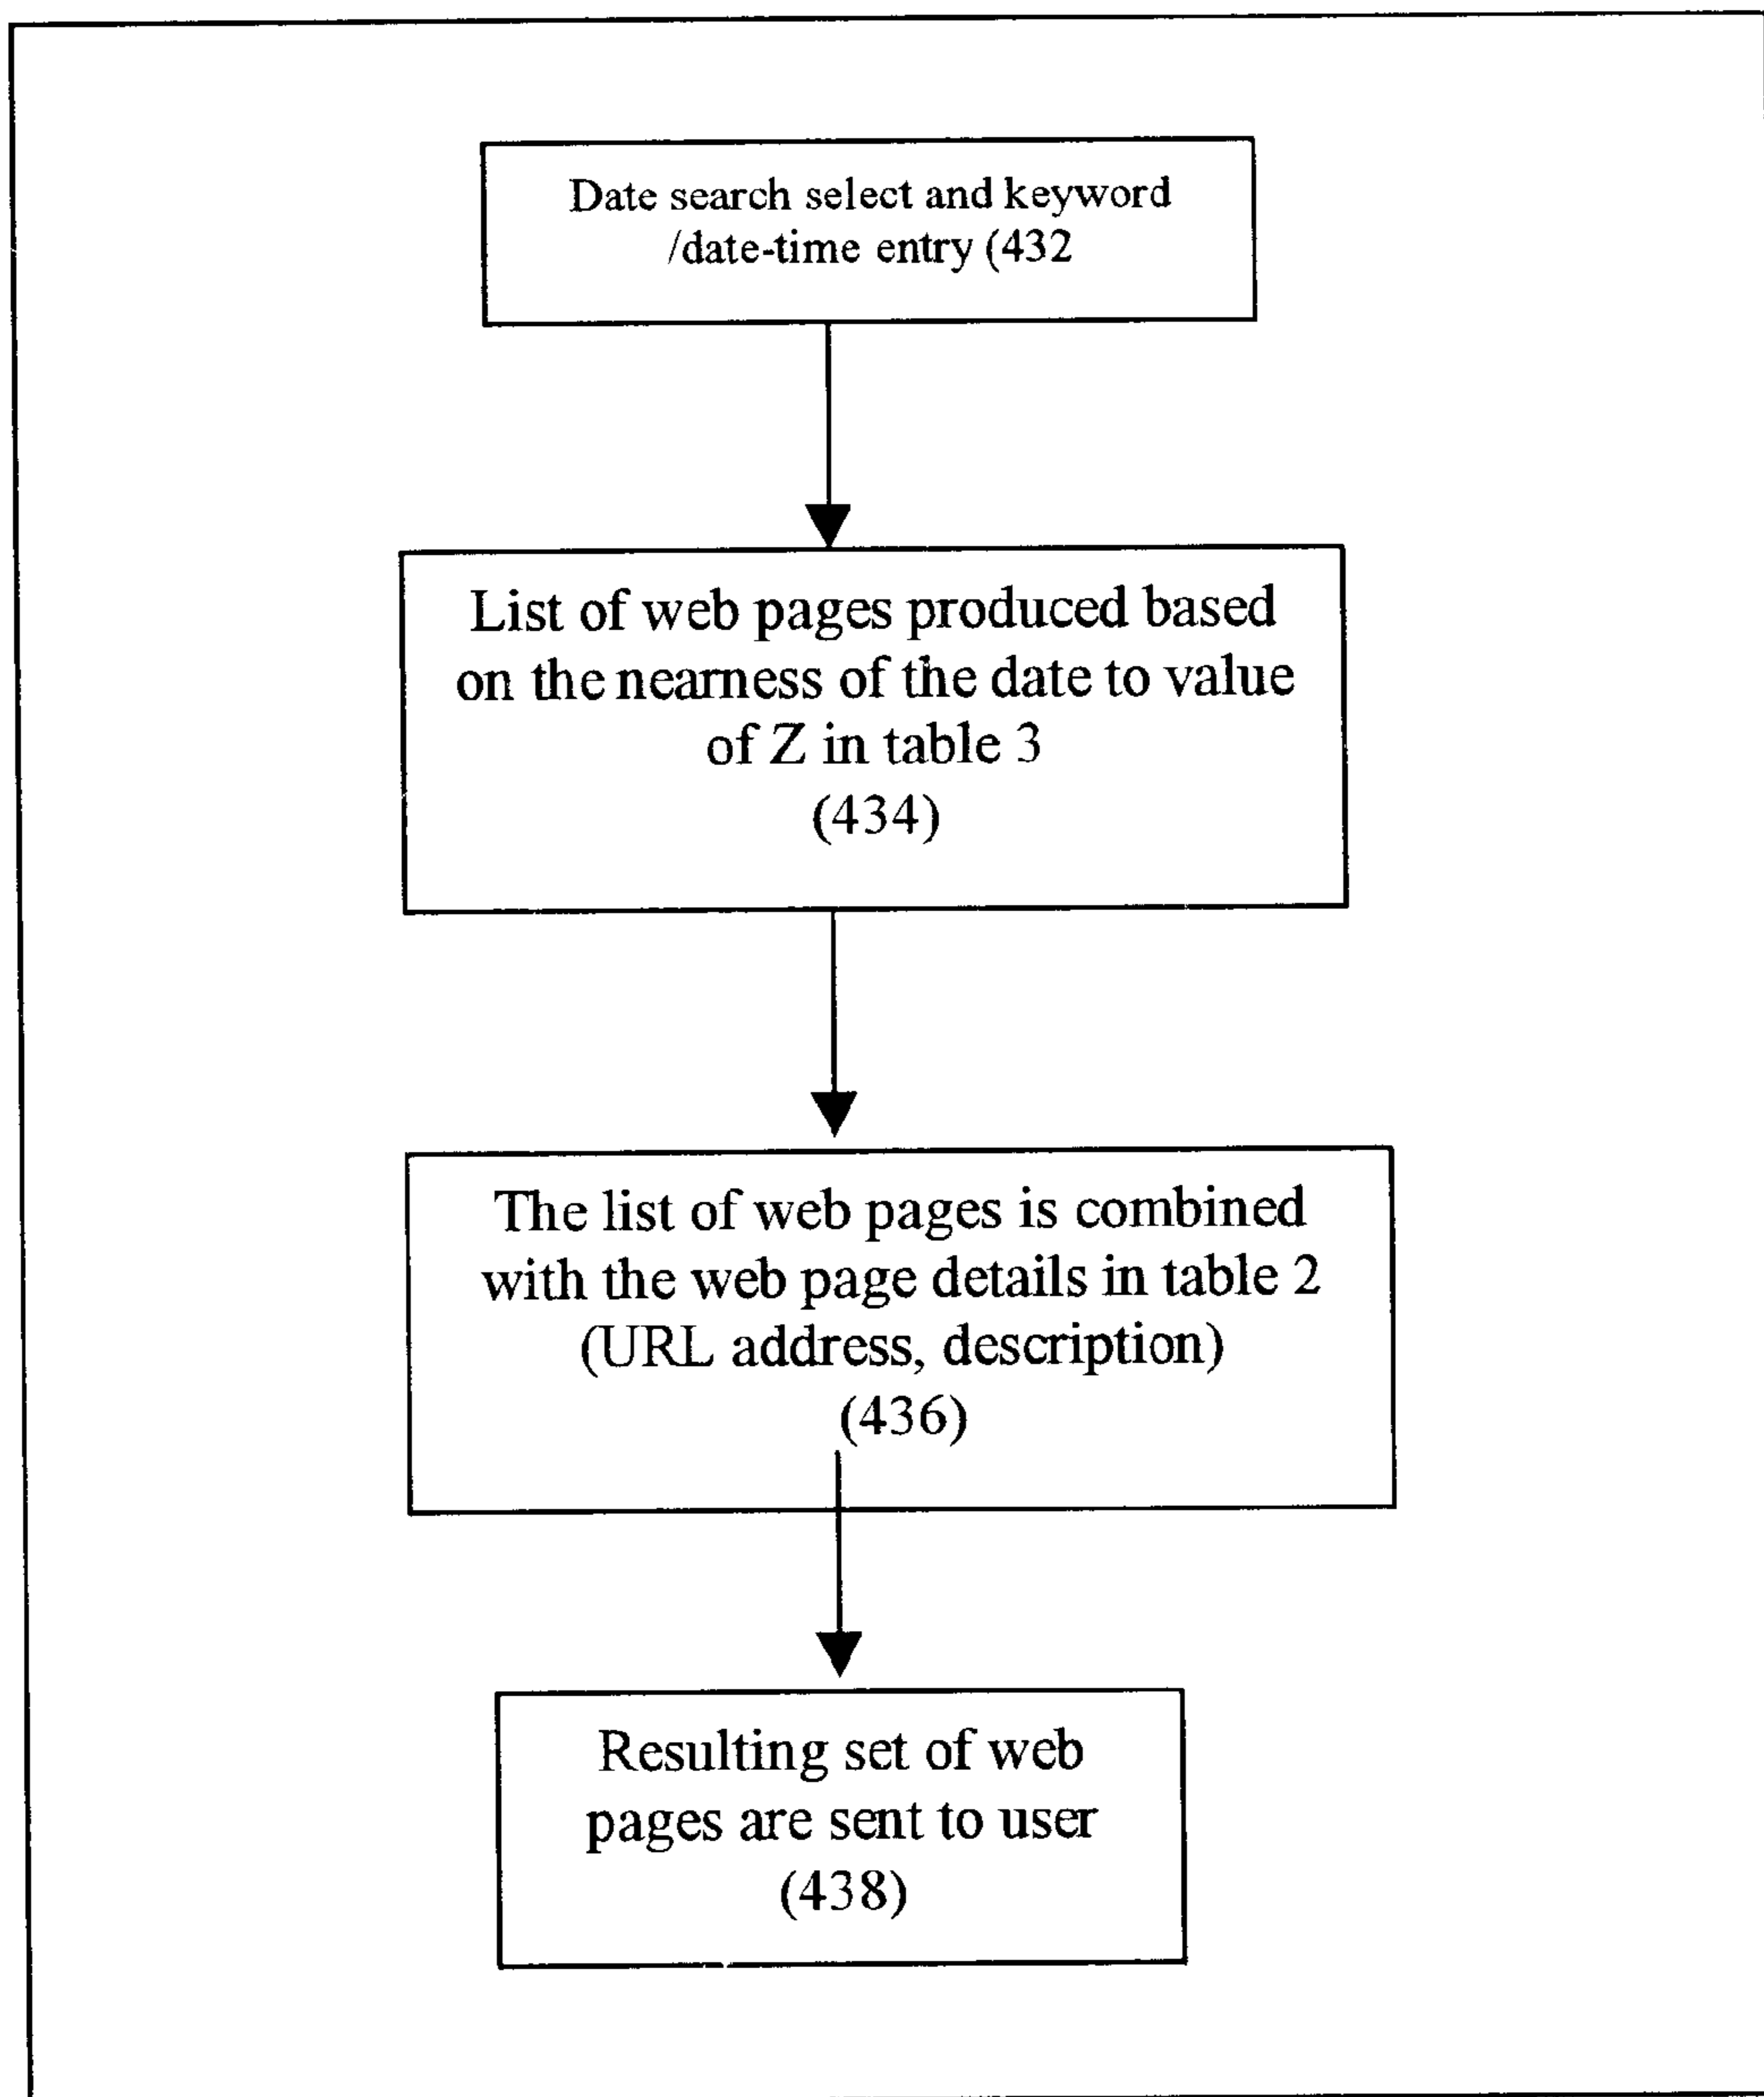 Date search select and keyword
/date-time entry (432
List of web pages produced based
on the nearness of the date to value
of Z in table 3
(434)
The list of web pages is combined
with the web page details in table 2
(URL address, description)
(436)
Resulting set of web
pages are sent to user
(438)